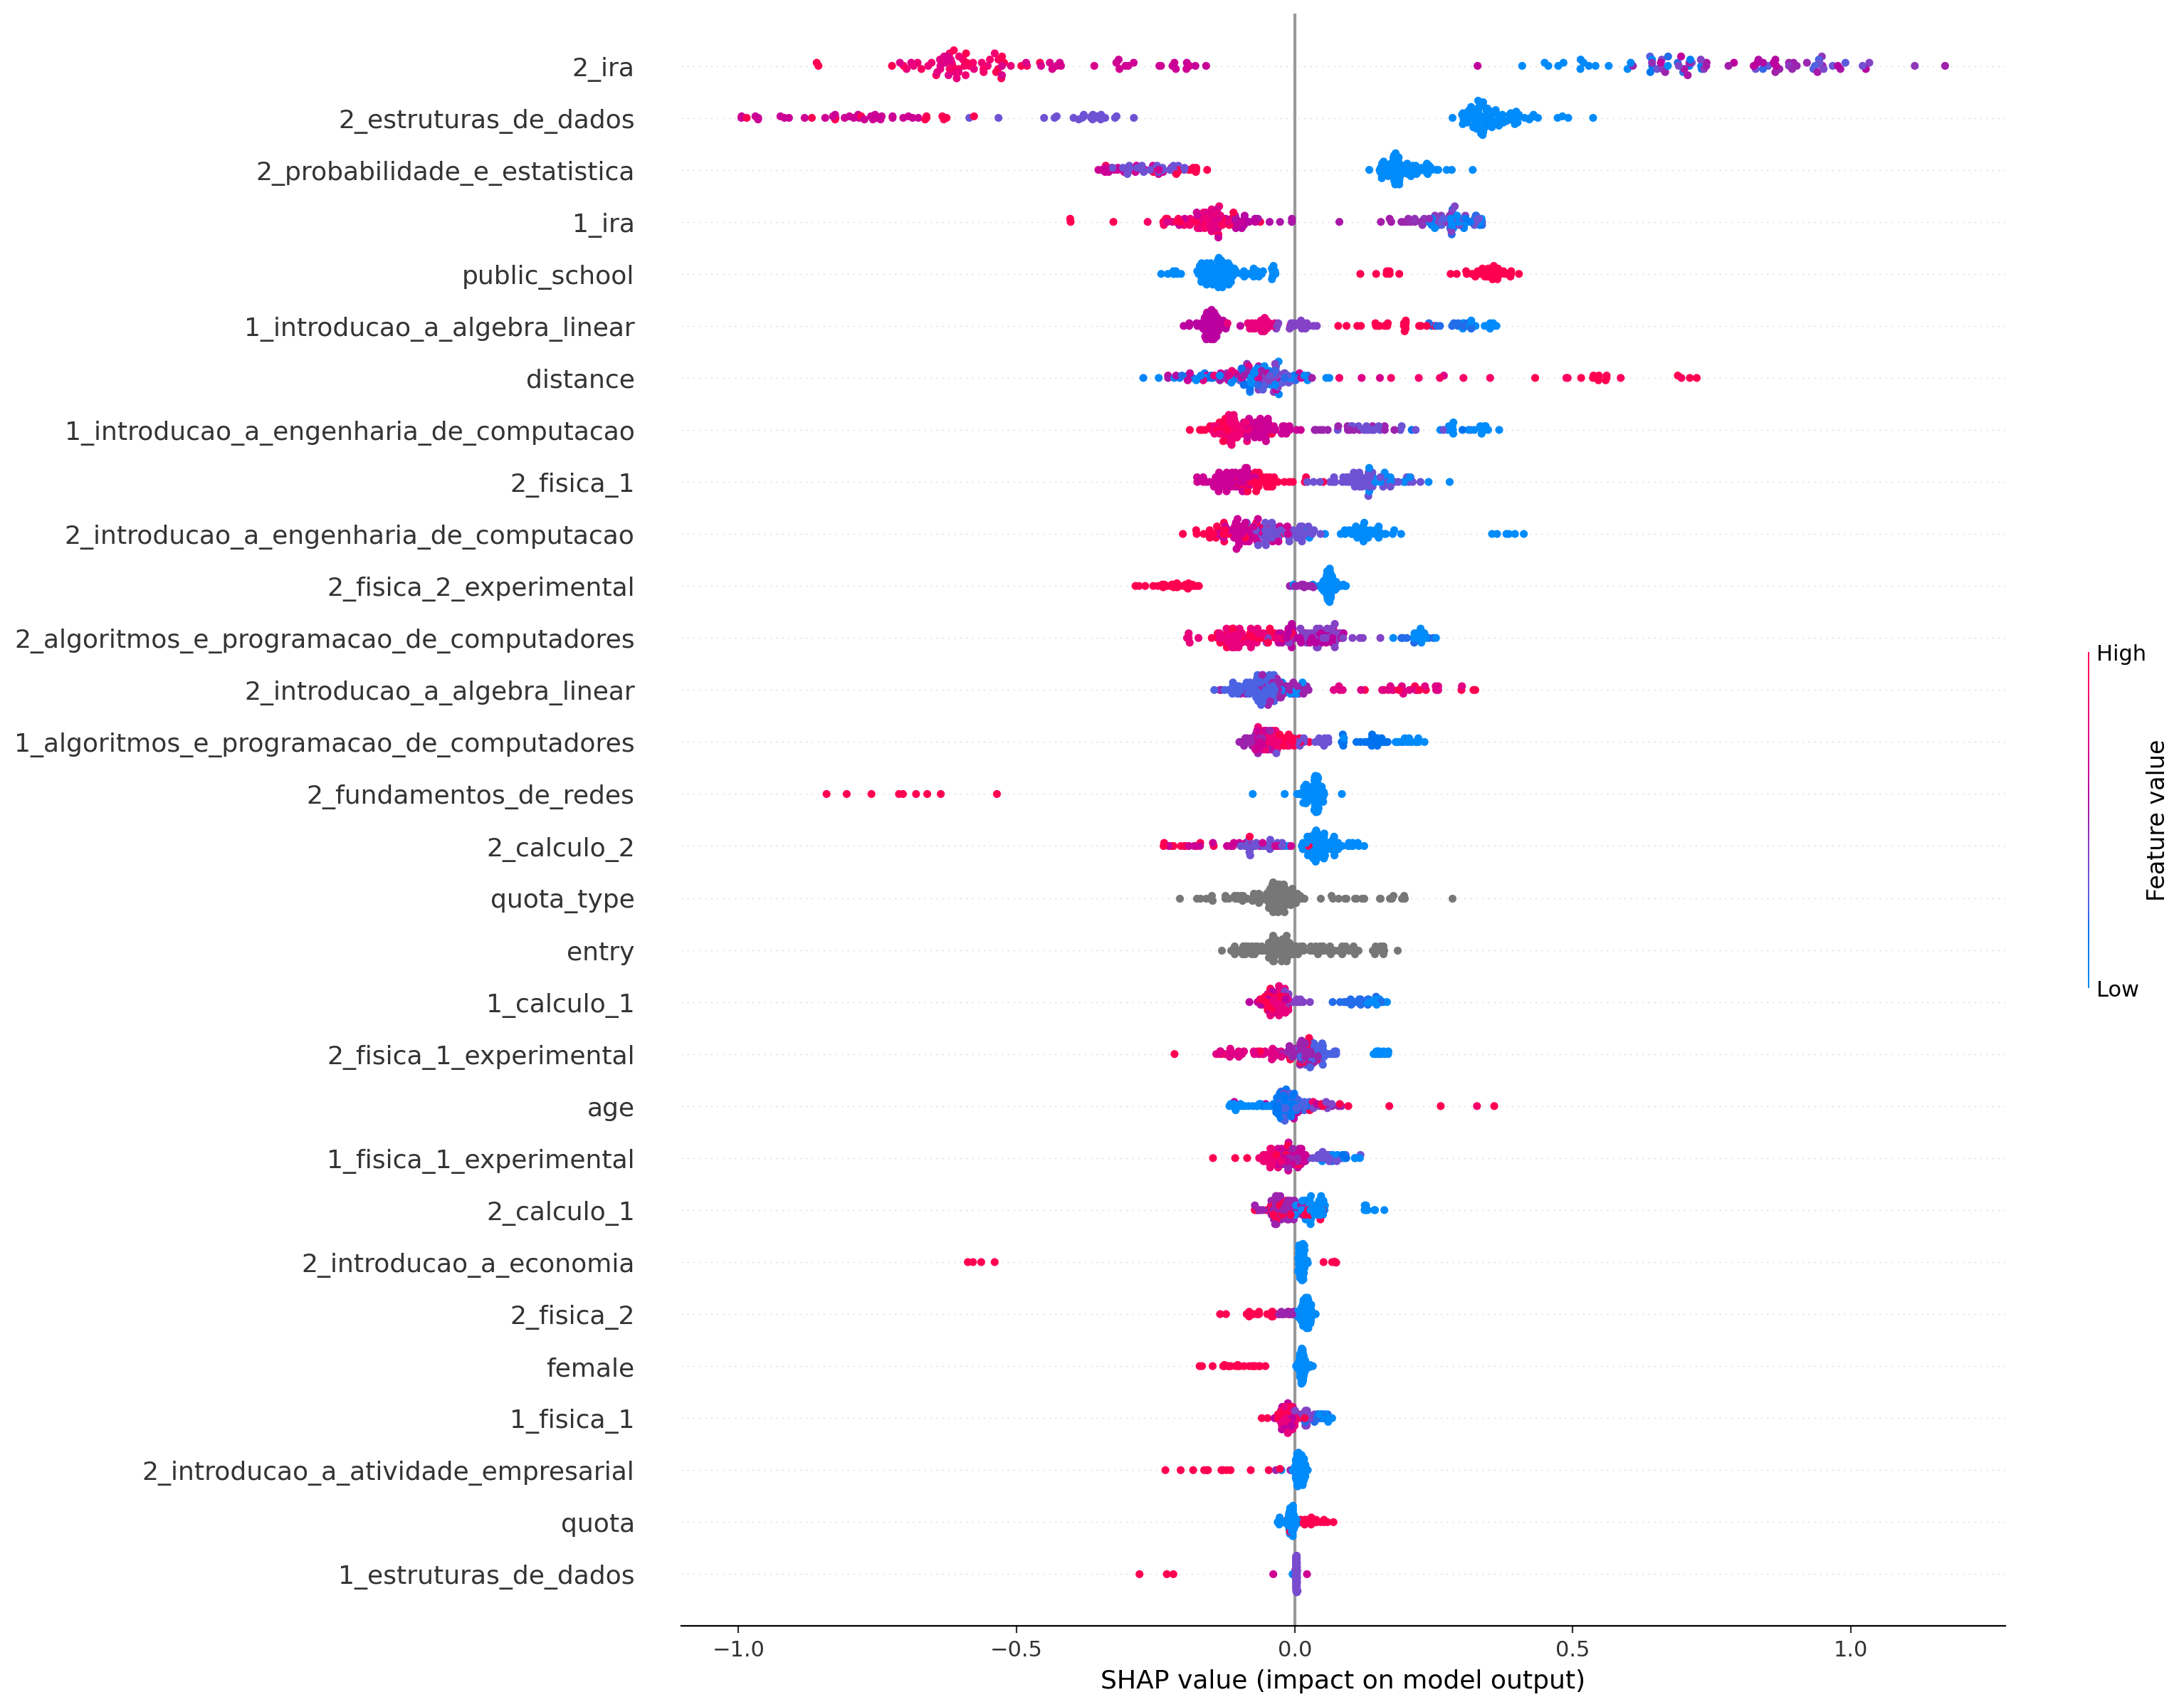 2_ira
2_estruturas_de_dados
2_probabilidade_e_estatistica
1_ira
public_school
1_introducao_a_algebra_linear
distance
1_introducao_a_engenharia_de_computacao
2_fisica_1
2_introducao_a_engenharia_de_computacao
2_fisica_2_experimental
2_algoritmos_e_programacao_de_computadores
2_introducao_a_algebra_linear
1_algoritmos_e_programacao_de_computadores
2_fundamentos_de_redes
2_calculo_2
quota_type
entry
1_calculo_1
2_fisica_1_experimental
age
1_fisica_1_experimental
2_calculo_1
2_introducao_a_economia
2_fisica_2
female
1_fisica_1
2_introducao_a_atividade_empresarial
quota
1_estruturas_de_dados
−1.0 −0.5 0.0 0.5 1.0
SHAP value (impact on model output)
High
Feature value
Low